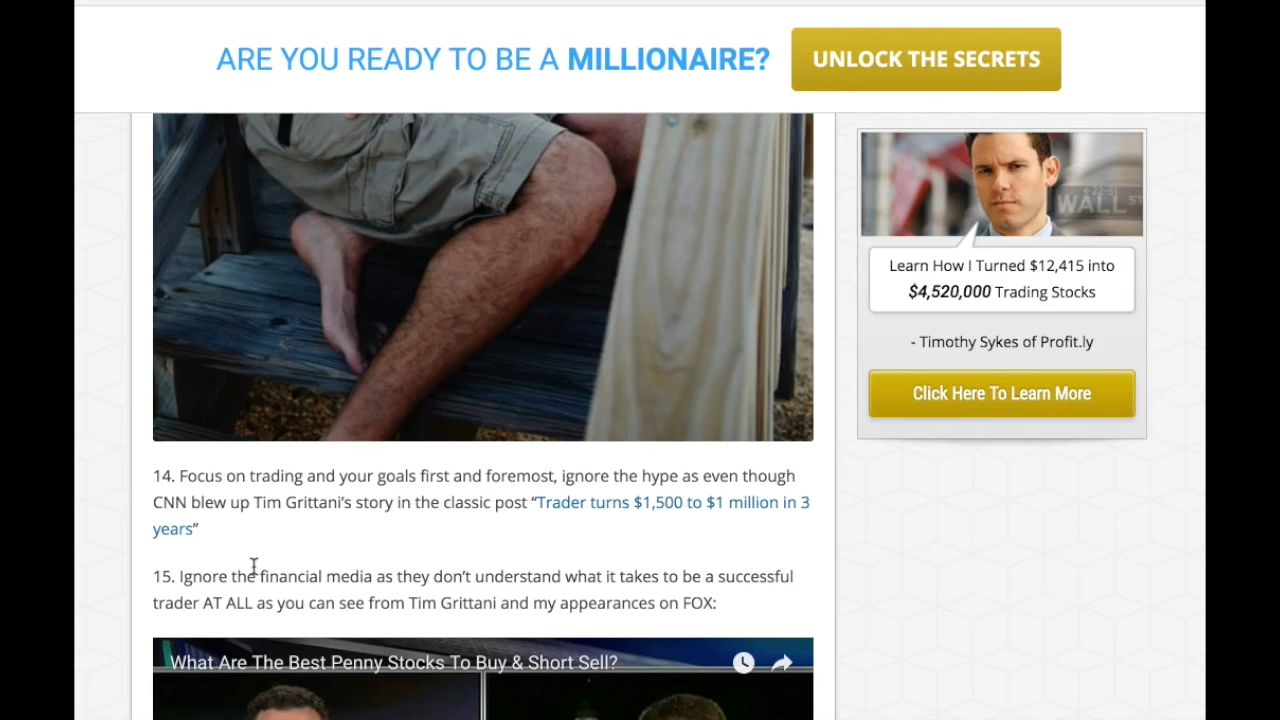 ARE YOU READY TO BE A MILLIONAIRE?
UNLOCK THE SECRETS
WALL ST
Learn How I Turned $12,415 into
$4,520,000 Trading Stocks
- Timothy Sykes of Profit.ly
Click Here To Learn More
14. Focus on trading and your goals first and foremost, ignore the hype as even though
CNN blew up Tim Grittani’s story in the classic post “Trader turns $1,500 to $1 million in 3
years”
15. Ignore the financial media as they don’t understand what it takes to be a successful
trader AT ALL as you can see from Tim Grittani and my appearances on FOX:
What Are The Best Penny Stocks To Buy & Short Sell?